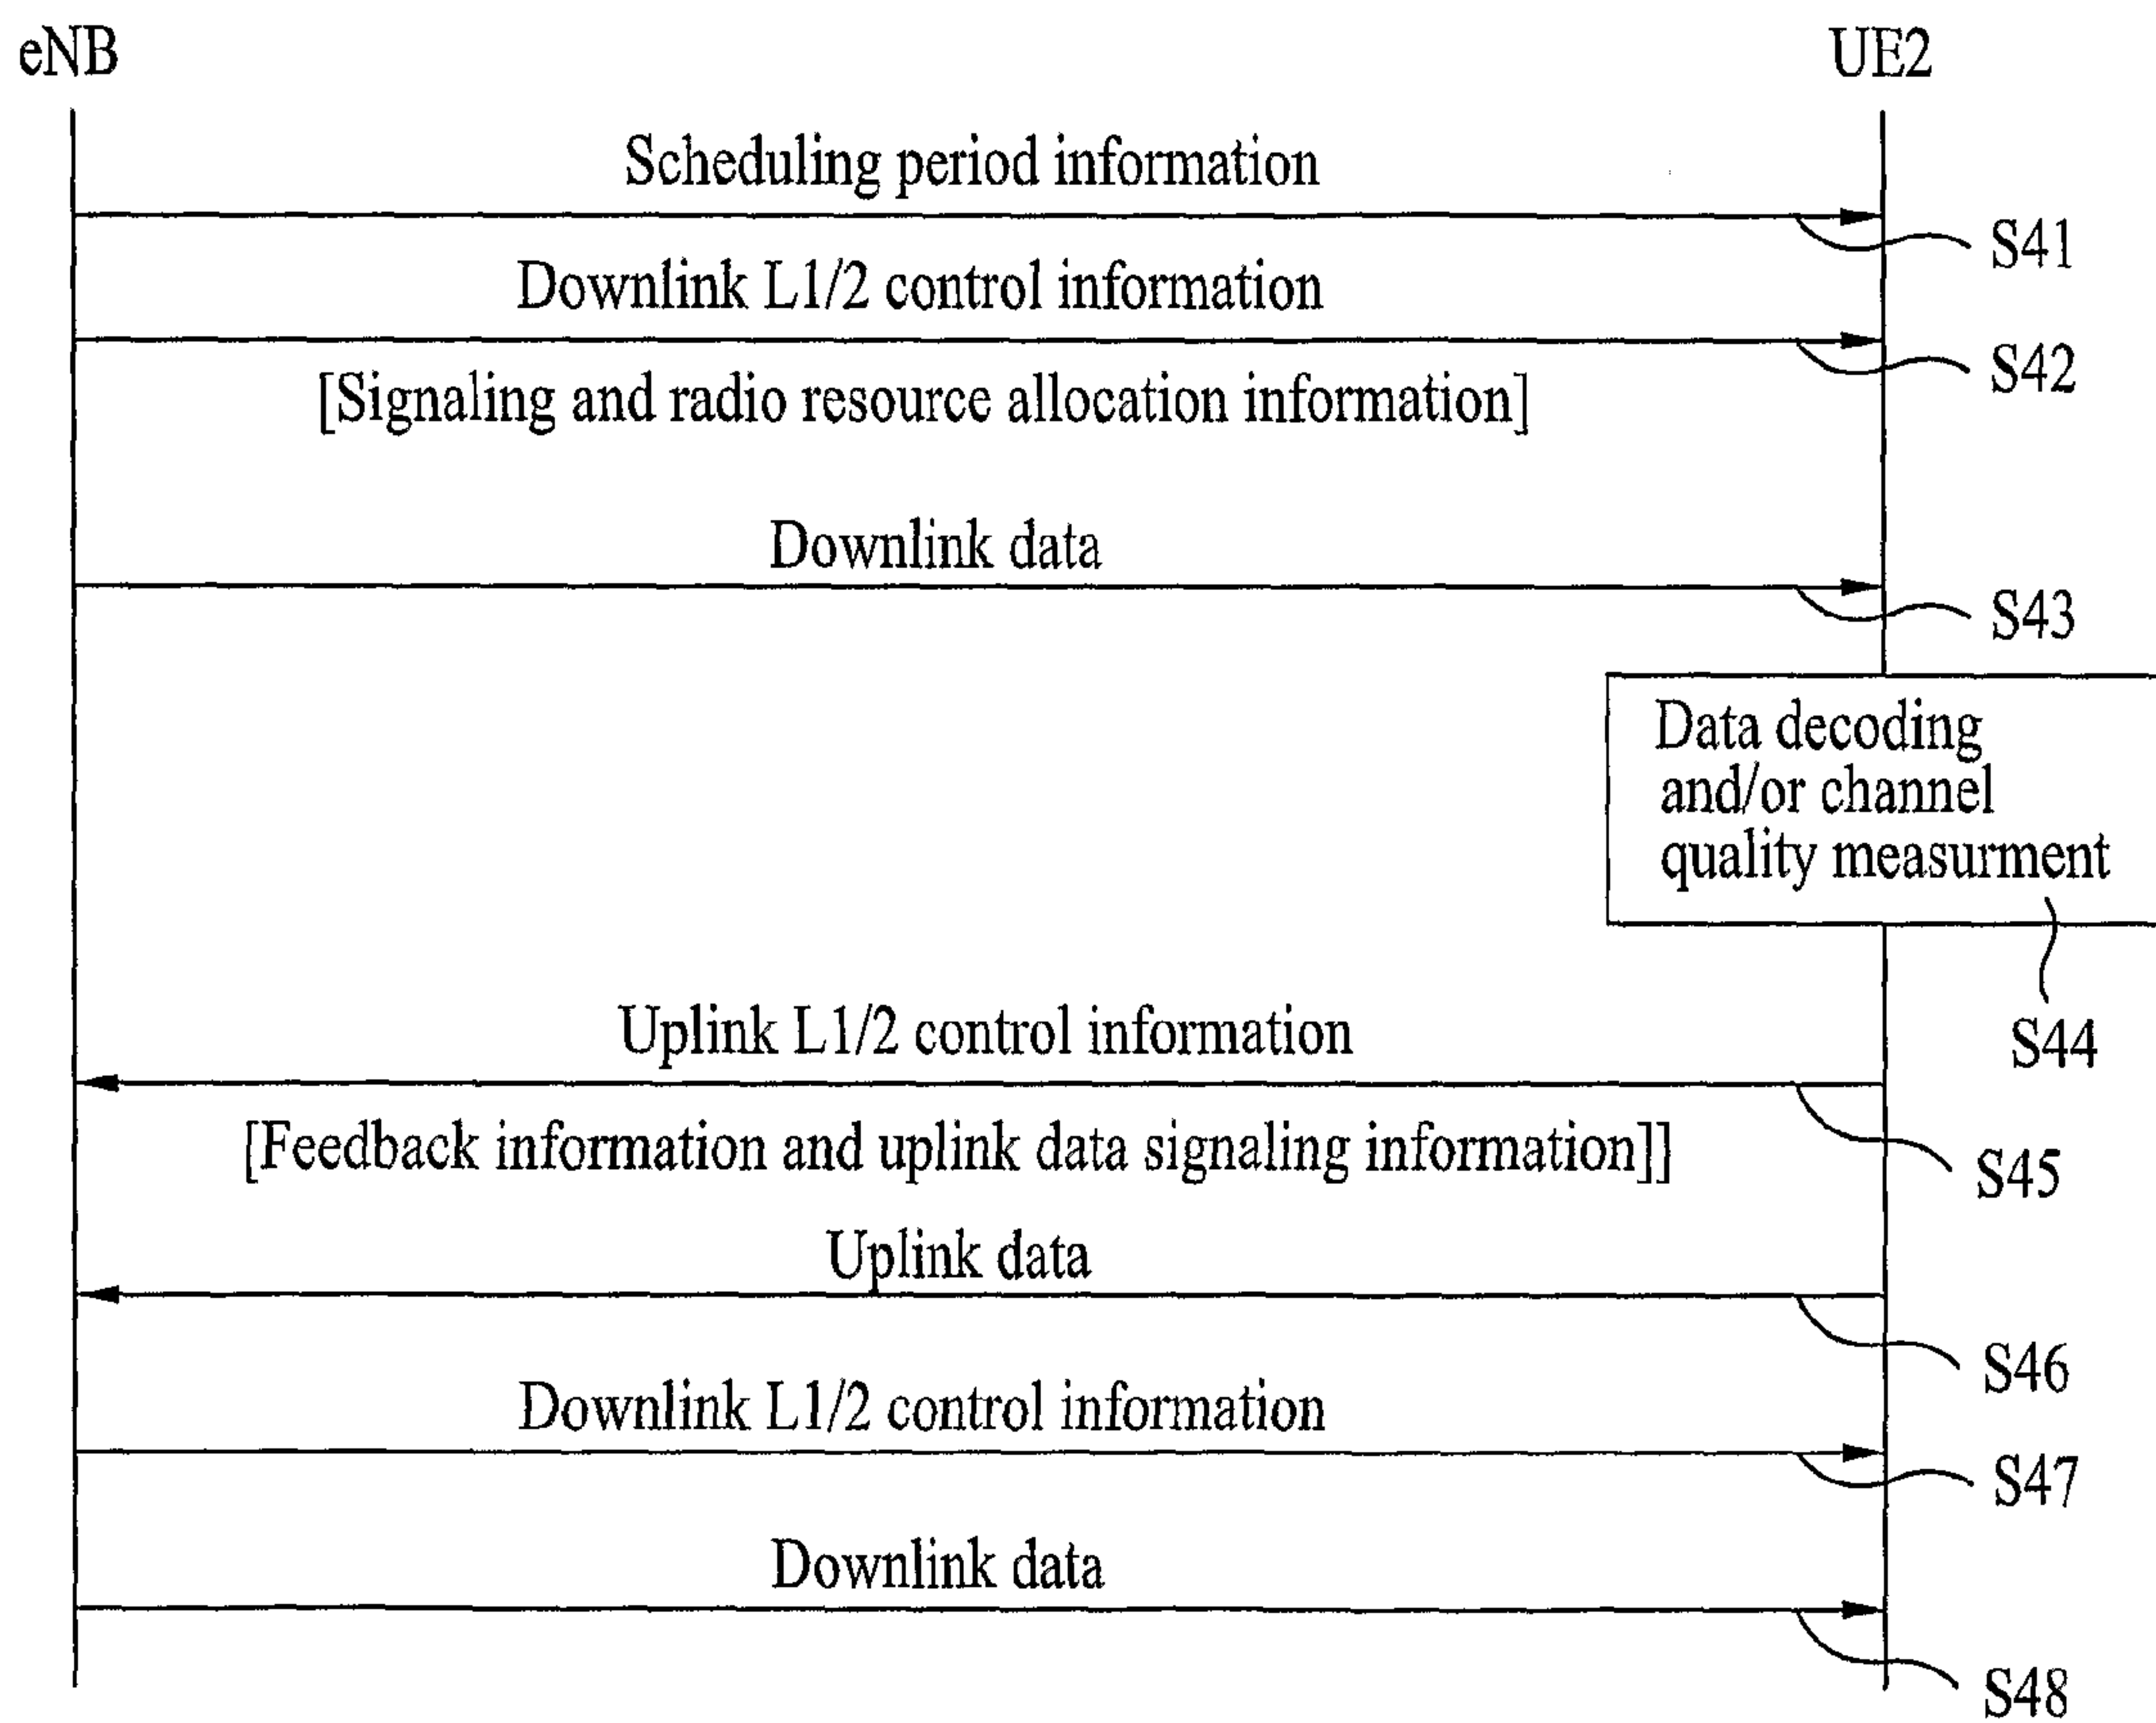 eNB
UE2
Scheduling period information
S41
Downlink L1/2 control information
S42
[Signaling and radio resource allocation information]
Downlink data
S43
Data decoding
and/or channel
quality measurment
S44
Uplink L1/2 control information
[Feedback information and uplink data signaling information]]
S45
Uplink data
S46
Downlink L1/2 control information
S47
Downlink data
S48